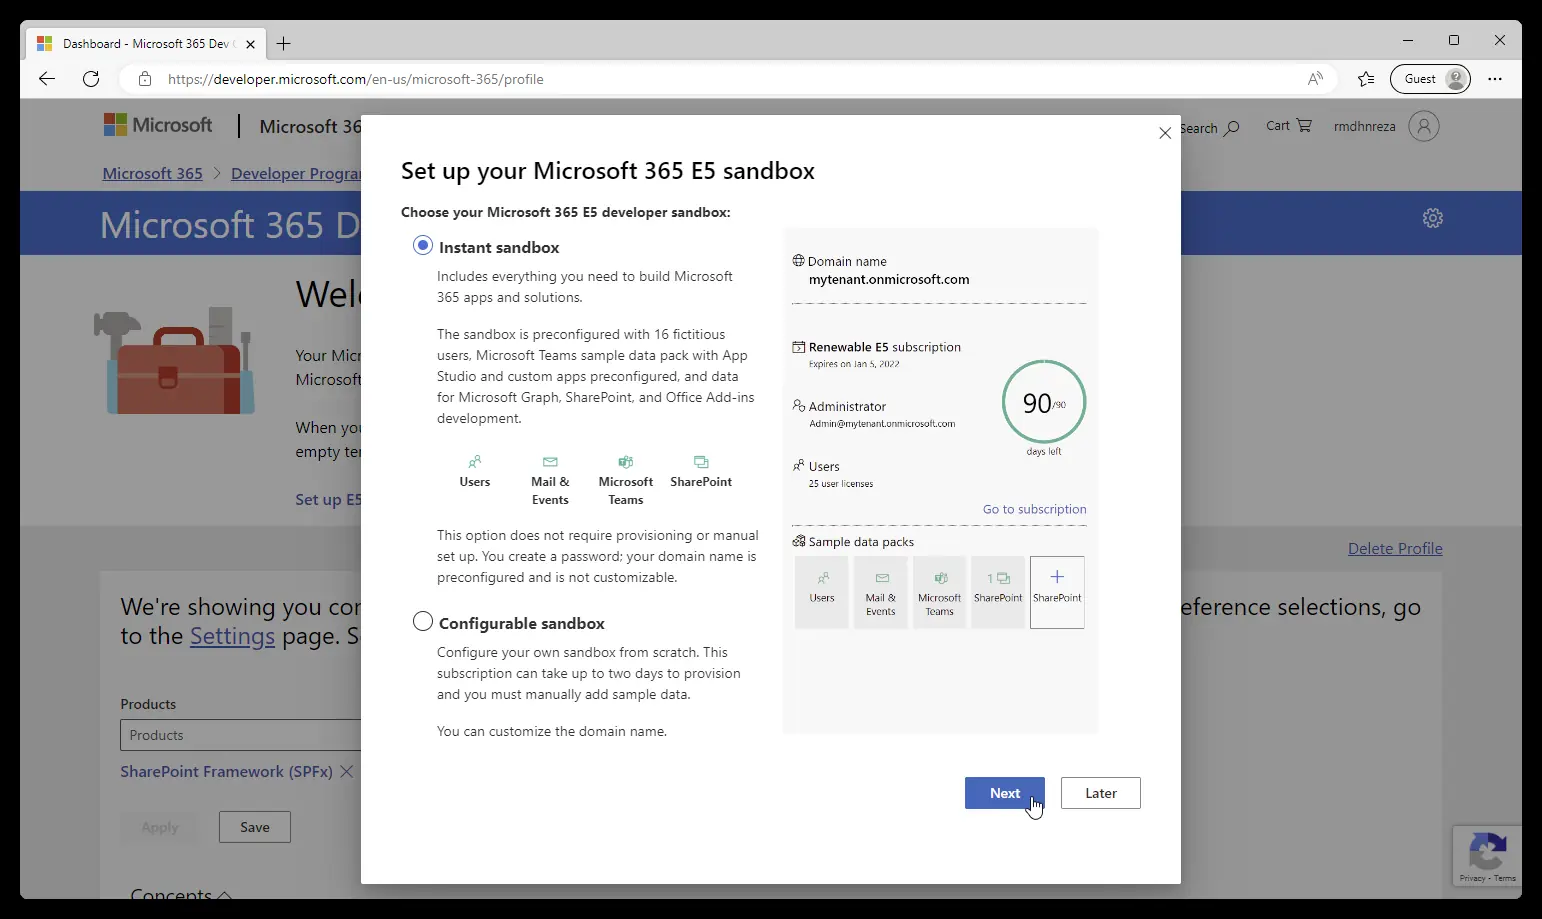 Dashboard - Microsoft 365 Dev
https://developer.microsoft.com/en-us/microsoft-365/profile
Guest
Microsoft
Microsoft 36
Search
Cart
rmdhnreza
Microsoft 365
Developer Progra
Microsoft 365 D
Wel
Your Micr
Microsoft
When you
empty te
Set up E5
Delete Profile
We're showing you co
eference selections, go
to the Settings page. S
Products
Products
SharePoint Framework (SPFx)
Apply
Save
Concepts
Privacy - Terms
Set up your Microsoft 365 E5 sandbox
Choose your Microsoft 365 E5 developer sandbox:
Instant sandbox
Includes everything you need to build Microsoft
365 apps and solutions.
The sandbox is preconfigured with 16 fictitious
users, Microsoft Teams sample data pack with App
Studio and custom apps preconfigured, and data
for Microsoft Graph, SharePoint, and Office Add-ins
development.
Users
Mail &
Events
Microsoft
Teams
SharePoint
This option does not require provisioning or manual
set up. You create a password; your domain name is
preconfigured and is not customizable.
Configurable sandbox
Configure your own sandbox from scratch. This
subscription can take up to two days to provision
and you must manually add sample data.
You can customize the domain name.
Domain name
mytenant.onmicrosoft.com
Renewable E5 subscription
Expires on Jan 5, 2022
90/90
days left
Administrator
Admin@mytenant.onmicrosoft.com
Users
25 user licenses
Go to subscription
Sample data packs
Users
Mail &
Events
Microsoft
Teams
1
SharePoint
SharePoint
Next
Later